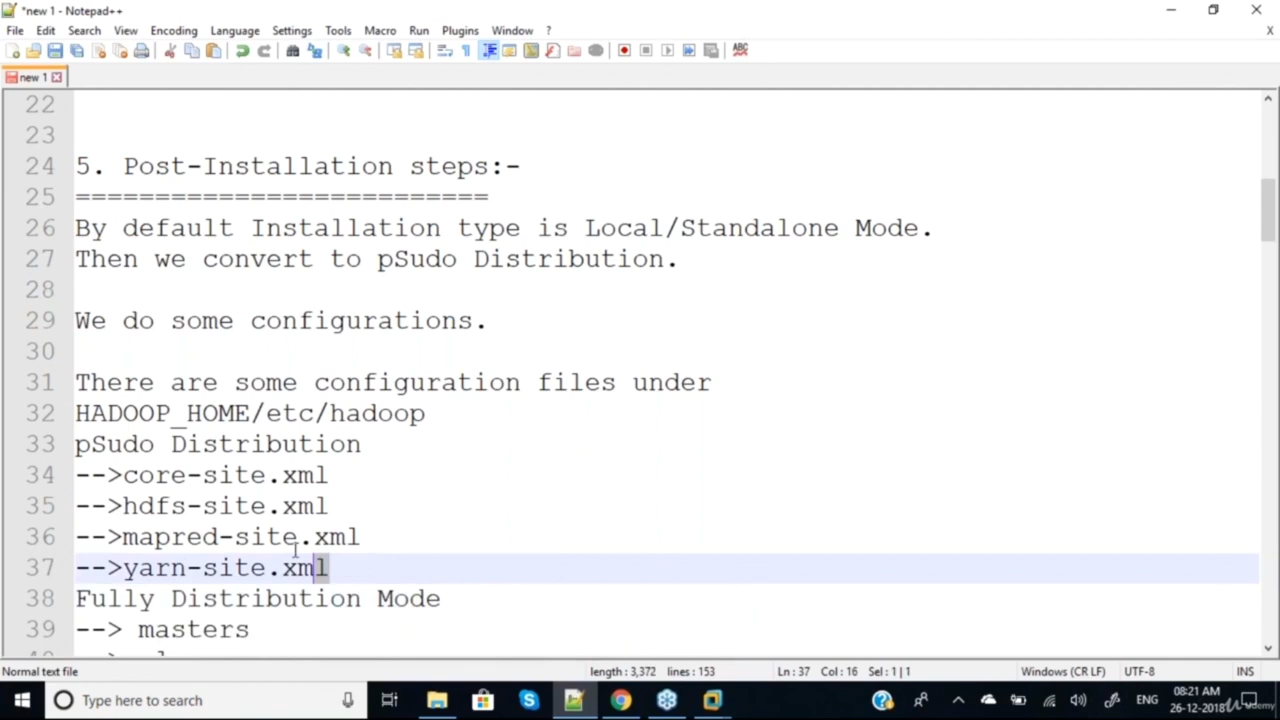 *new 1 - Notepad++
File Edit Search View Encoding Language Settings Tools Macro Run Plugins Window ?
X
ABC
new 1
22
23
24 5. Post-Installation steps:-
25 ==========================
26 By default Installation type is Local/Standalone Mode.
27 Then we convert to pSudo Distribution.
28
29 We do some configurations.
30
31 There are some configuration files under
32 HADOOP_HOME/etc/hadoop
33 pSudo Distribution
34 -->core-site.xml
35 -->hdfs-site.xml
36 -->mapred-site.xml
37 -->yarn-site.xml
38 Fully Distribution Mode
39 --> masters
Normal text file length : 3,372 lines : 153 Ln : 37 Col : 16 Sel : 1 | 1 Windows (CR LF) UTF-8 INS
Type here to search ENG 08:21 AM
26-12-2018
Udemy